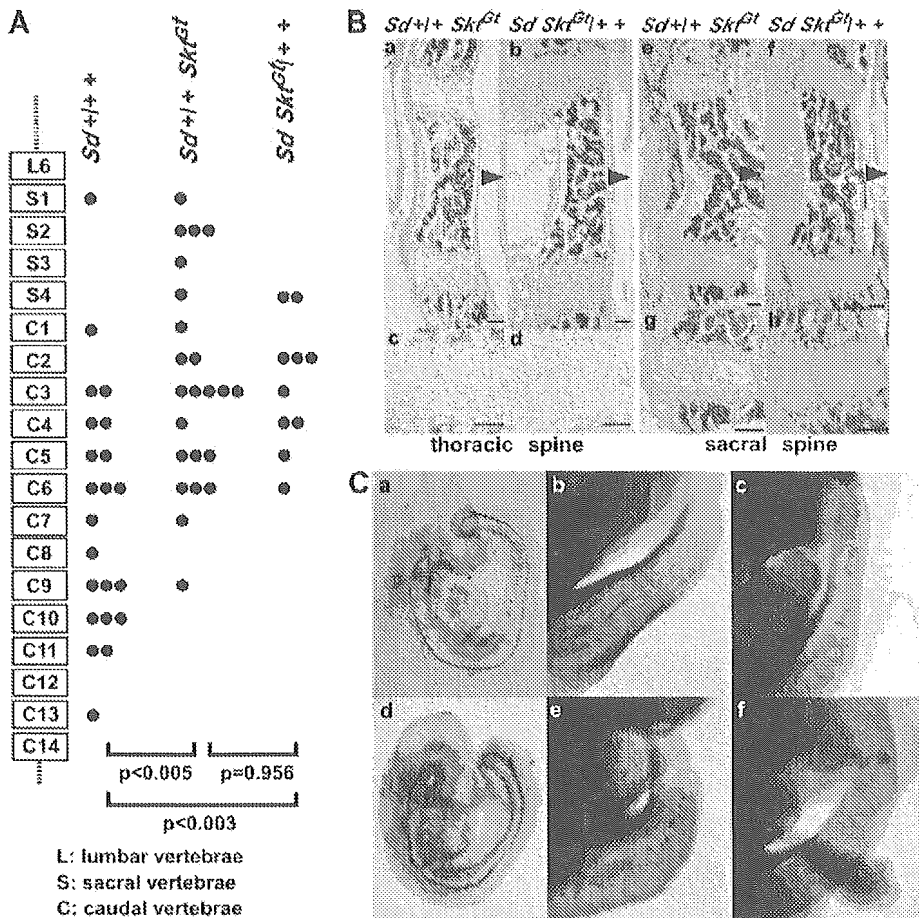 A
Sd +/+ +
Sd +/+ Skt^Gt
Sd Skt^Gt/+ +
L6
S1
S2
S3
S4
C1
C2
C3
C4
C5
C6
C7
C8
C9
C10
C11
C12
C13
C14
p<0.005
p=0.956
p<0.003
L: lumbar vertebrae
S: sacral vertebrae
C: caudal vertebrae
B
Sd +/+ Skt^Gt
Sd Skt^Gt/+ +
Sd +/+ Skt^Gt
Sd Skt^Gt/+ +
a
b
e
f
c
d
g
h
thoracic spine
sacral spine
C
a
b
c
d
e
f